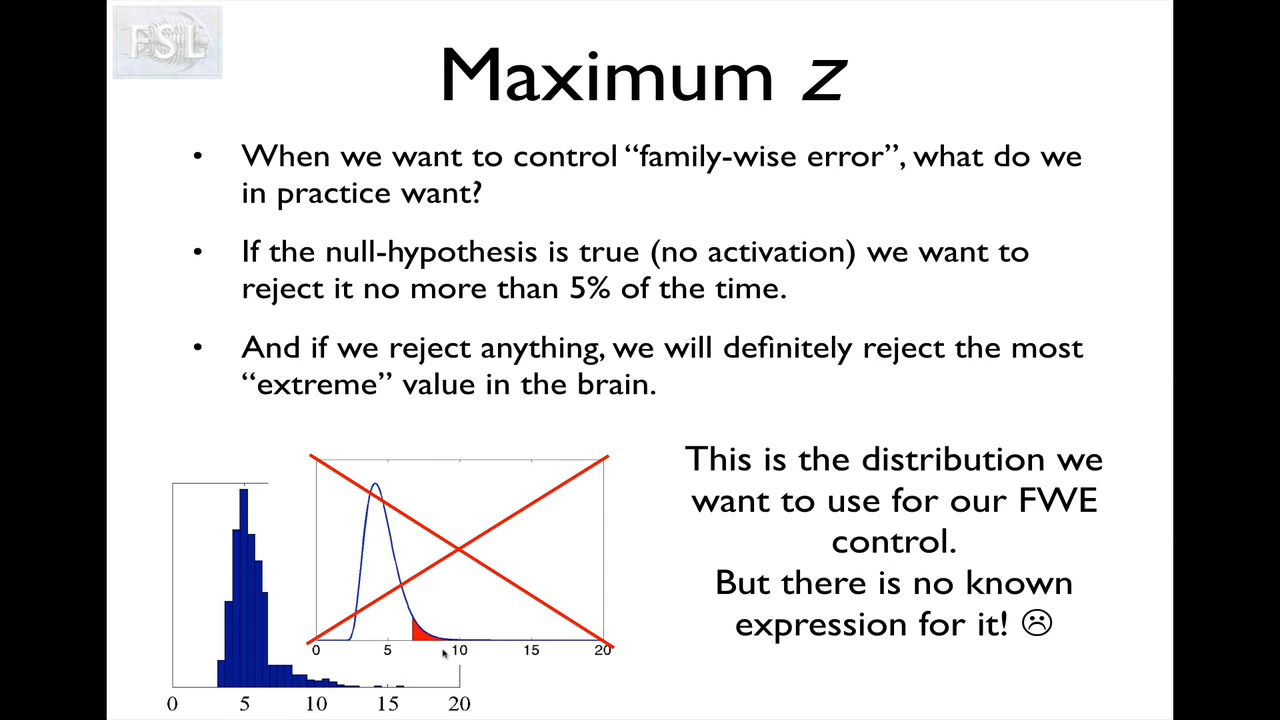 FSL
Maximum z
• When we want to control “family-wise error”, what do we
in practice want?
• If the null-hypothesis is true (no activation) we want to
reject it no more than 5% of the time.
• And if we reject anything, we will definitely reject the most
“extreme” value in the brain.
This is the distribution we
want to use for our FWE
control.
But there is no known
expression for it! ☹
0 5 10 15 20
0 5 10 15 20